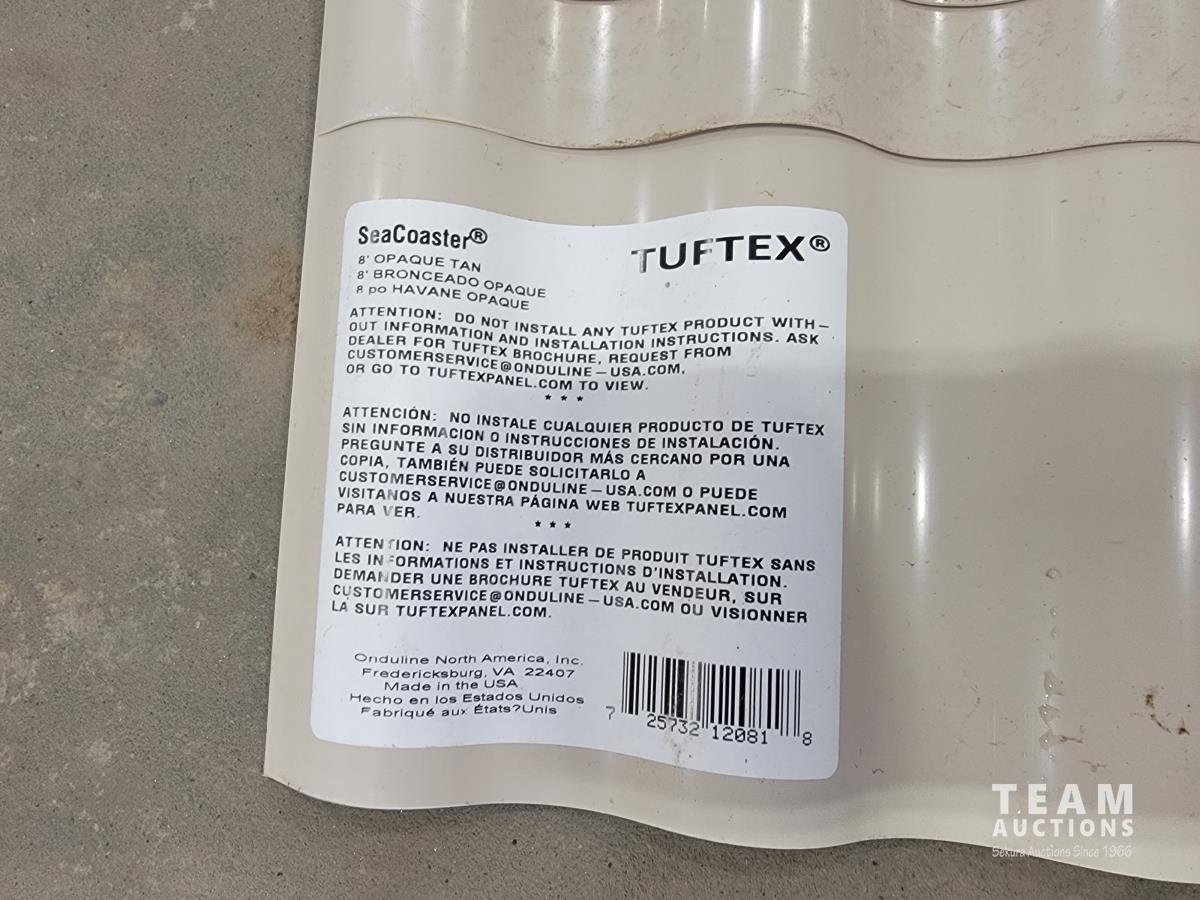 SeaCoaster®
TUFTEX®
8' OPAQUE TAN
8' BRONCEADO OPAQUE
8 po HAVANE OPAQUE
ATTENTION: DO NOT INSTALL ANY TUFTEX PRODUCT WITH–
OUT INFORMATION AND INSTALLATION INSTRUCTIONS. ASK
DEALER FOR TUFTEX BROCHURE, REQUEST FROM
CUSTOMERSERVICE@ONDULINE–USA.COM,
OR GO TO TUFTEXPANEL.COM TO VIEW.
* * *
ATTENCIÓN: NO INSTALE CUALQUIER PRODUCTO DE TUFTEX
SIN INFORMACION O INSTRUCCIONES DE INSTALACIÓN.
PREGUNTE A SU DISTRIBUIDOR MÁS CERCANO POR UNA
COPIA, TAMBIÉN PUEDE SOLICITARLO A
CUSTOMERSERVICE@ONDULINE–USA.COM O PUEDE
VISITANOS A NUESTRA PÁGINA WEB TUFTEXPANEL.COM
PARA VER.
* * *
ATTENTION: NE PAS INSTALLER DE PRODUIT TUFTEX SANS
LES INFORMATIONS ET INSTRUCTIONS D'INSTALLATION.
DEMANDER UNE BROCHURE TUFTEX AU VENDEUR, SUR
CUSTOMERSERVICE@ONDULINE–USA.COM OU VISIONNER
LA SUR TUFTEXPANEL.COM.
Onduline North America, Inc.
Fredericksburg, VA 22407
Made in the USA
Hecho en los Estados Unidos
Fabriqué aux États?Unis
7 25732 12081 8
TEAM
AUCTIONS
Sekura Auctions Since 1966